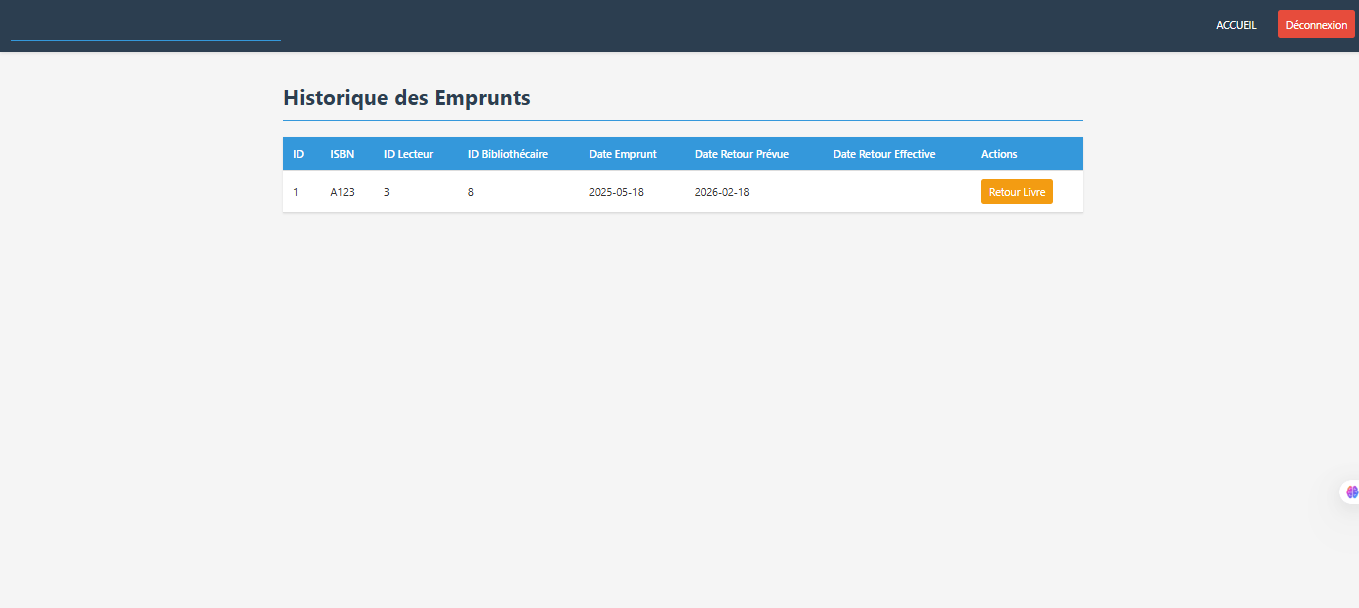 ACCUEIL Déconnexion
Historique des Emprunts
ID ISBN ID Lecteur ID Bibliothécaire Date Emprunt Date Retour Prévue Date Retour Effective Actions
1 A123 3 8 2025-05-18 2026-02-18 Retour Livre